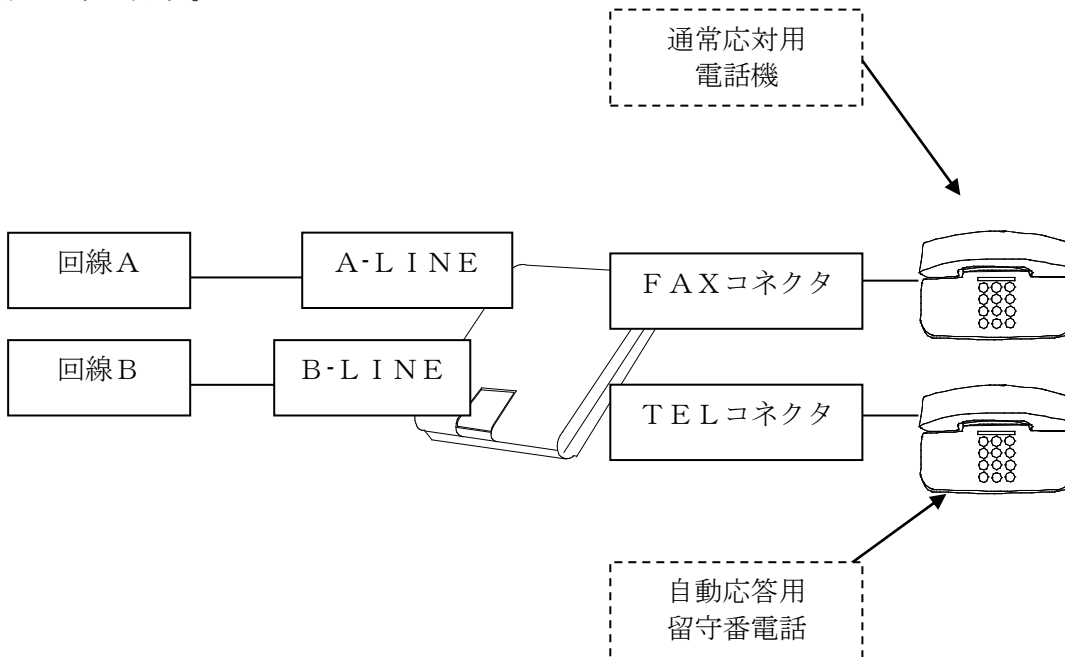 通常応対用
電話機
回線A
A-LINE
FAXコネクタ
回線B
B-LINE
TELコネクタ
自動応答用
留守番電話